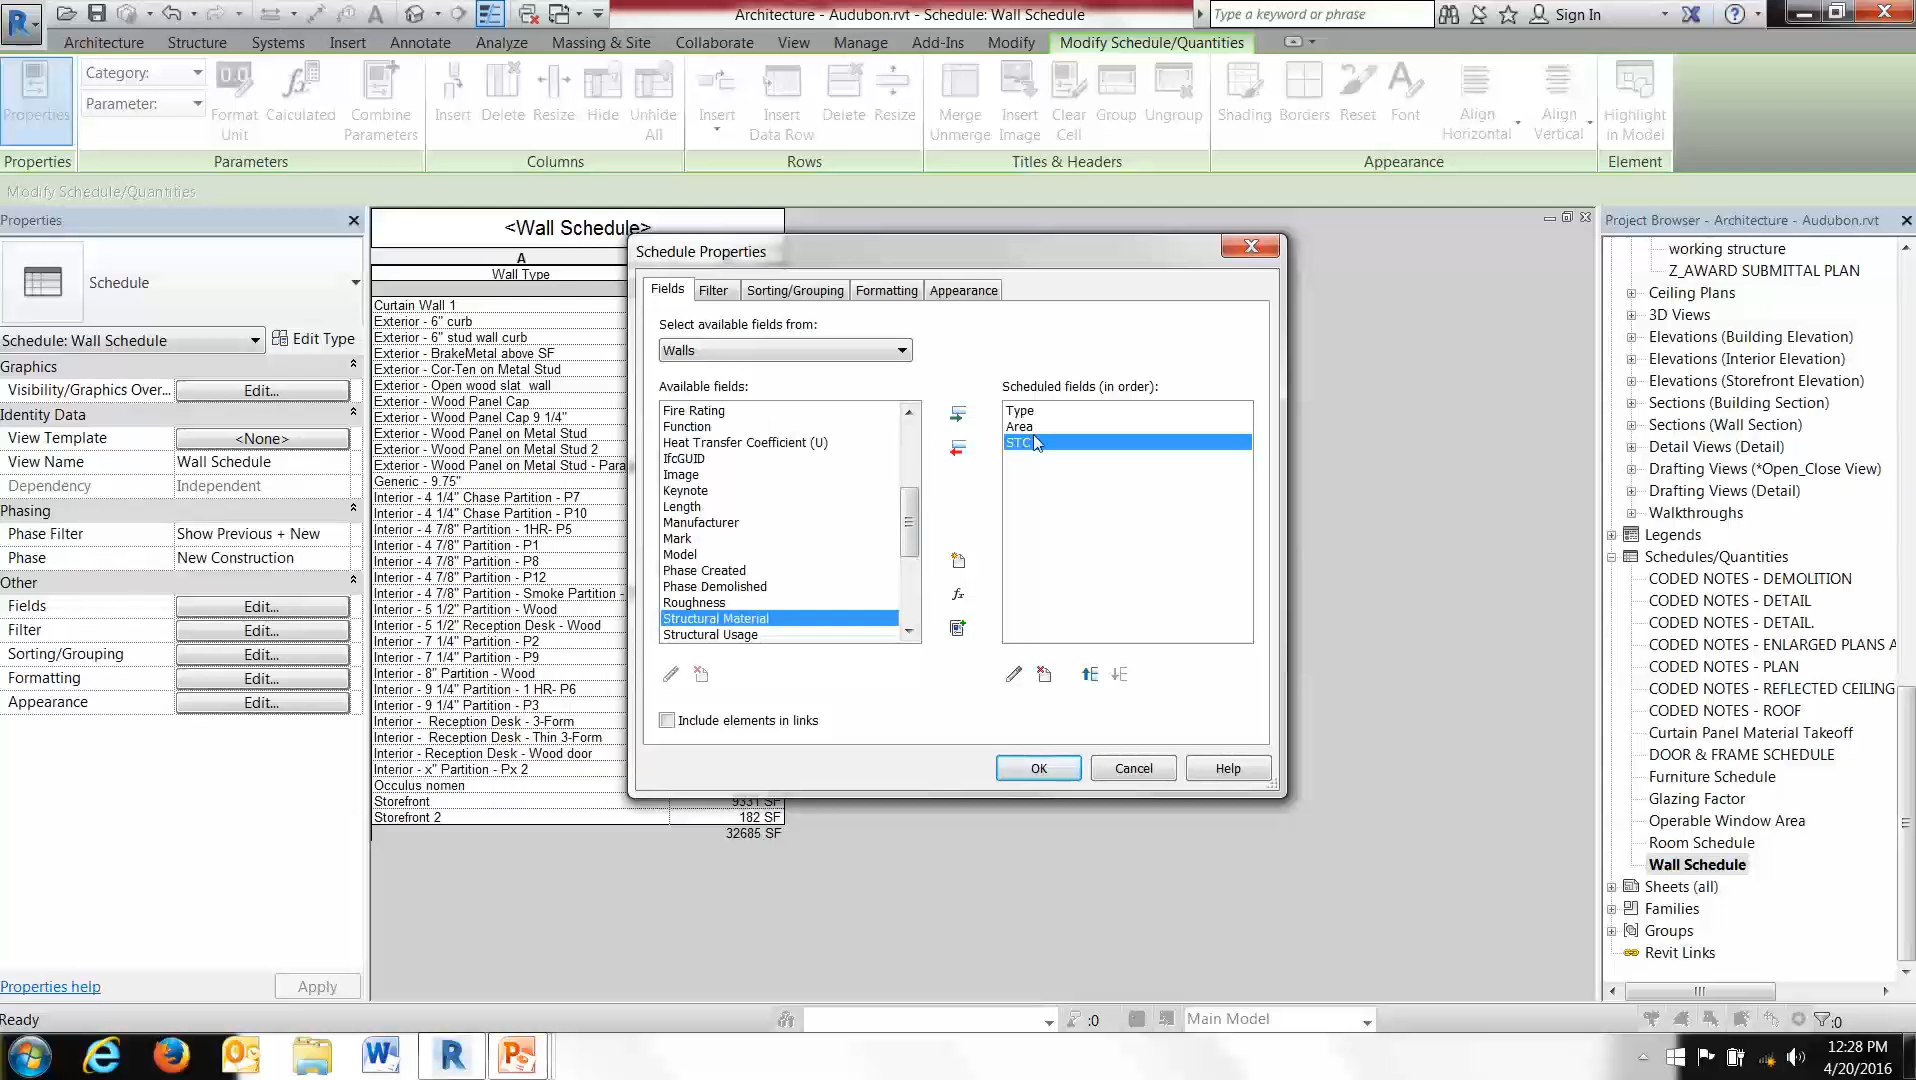 Architecture - Audubon.rvt - Schedule: Wall Schedule
Type a keyword or phrase
Sign In
Architecture Structure Systems Insert Annotate Analyze Massing & Site Collaborate View Manage Add-Ins Modify Modify Schedule/Quantities
Properties
Category:
Parameter:
Format Unit
Calculated
Combine Parameters
Insert Delete Resize Hide Unhide All
Insert
Insert Data Row
Delete Resize
Merge Unmerge
Insert Image
Clear Cell
Group Ungroup
Shading Borders Reset Font
Align Horizontal
Align Vertical
Highlight in Model
Properties Parameters Columns Rows Titles & Headers Appearance Element
Modify Schedule/Quantities
Properties
Schedule
Schedule: Wall Schedule
Edit Type
Graphics
Visibility/Graphics Over... Edit...
Identity Data
View Template <None>
View Name Wall Schedule
Dependency Independent
Phasing
Phase Filter Show Previous + New
Phase New Construction
Other
Fields Edit...
Filter Edit...
Sorting/Grouping Edit...
Formatting Edit...
Appearance Edit...
Properties help
Apply
<Wall Schedule>
A
Wall Type
Curtain Wall 1
Exterior - 6" curb
Exterior - 6" stud wall curb
Exterior - BrakeMetal above SF
Exterior - Cor-Ten on Metal Stud
Exterior - Open wood slat wall
Exterior - Wood Panel Cap
Exterior - Wood Panel Cap 9 1/4"
Exterior - Wood Panel on Metal Stud
Exterior - Wood Panel on Metal Stud 2
Exterior - Wood Panel on Metal Stud - Para
Generic - 9.75"
Interior - 4 1/4" Chase Partition - P7
Interior - 4 1/4" Chase Partition - P10
Interior - 4 7/8" Partition - 1HR- P5
Interior - 4 7/8" Partition - P1
Interior - 4 7/8" Partition - P8
Interior - 4 7/8" Partition - P12
Interior - 4 7/8" Partition - Smoke Partition -
Interior - 5 1/2" Partition - Wood
Interior - 5 1/2" Reception Desk - Wood
Interior - 7 1/4" Partition - P2
Interior - 7 1/4" Partition - P9
Interior - 8" Partition - Wood
Interior - 9 1/4" Partition - 1 HR- P6
Interior - 9 1/4" Partition - P3
Interior - Reception Desk - 3-Form
Interior - Reception Desk - Thin 3-Form
Interior - Reception Desk - Wood door
Interior - x" Partition - Px 2
Occulus nomen
Storefront 9331 SF
Storefront 2 182 SF
32685 SF
Schedule Properties
Fields Filter Sorting/Grouping Formatting Appearance
Select available fields from:
Walls
Available fields:
Fire Rating
Function
Heat Transfer Coefficient (U)
IfcGUID
Image
Keynote
Length
Manufacturer
Mark
Model
Phase Created
Phase Demolished
Roughness
Structural Material
Structural Usage
fx
Scheduled fields (in order):
Type
Area
STC
Include elements in links
OK Cancel Help
Project Browser - Architecture - Audubon.rvt
working structure
Z_AWARD SUBMITTAL PLAN
Ceiling Plans
3D Views
Elevations (Building Elevation)
Elevations (Interior Elevation)
Elevations (Storefront Elevation)
Sections (Building Section)
Sections (Wall Section)
Detail Views (Detail)
Drafting Views (*Open_Close View)
Drafting Views (Detail)
Walkthroughs
Legends
Schedules/Quantities
CODED NOTES - DEMOLITION
CODED NOTES - DETAIL
CODED NOTES - DETAIL.
CODED NOTES - ENLARGED PLANS A
CODED NOTES - PLAN
CODED NOTES - REFLECTED CEILING
CODED NOTES - ROOF
Curtain Panel Material Takeoff
DOOR & FRAME SCHEDULE
Furniture Schedule
Glazing Factor
Operable Window Area
Room Schedule
Wall Schedule
Sheets (all)
Families
Groups
Revit Links
Ready
:0
Main Model
:0
12:28 PM
4/20/2016